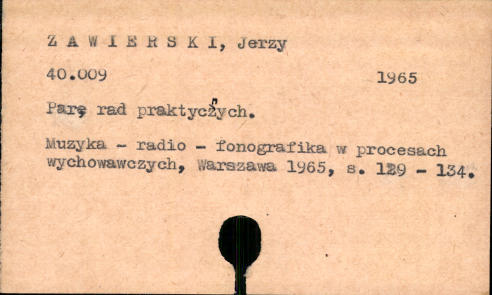 Z A W I E R S K I, Jerzy
40.009 1965
Parę rad praktycznych.
Muzyka - radio - fonografika w procesach
wychowawczych, Warszawa 1965, s. 129 - 134.